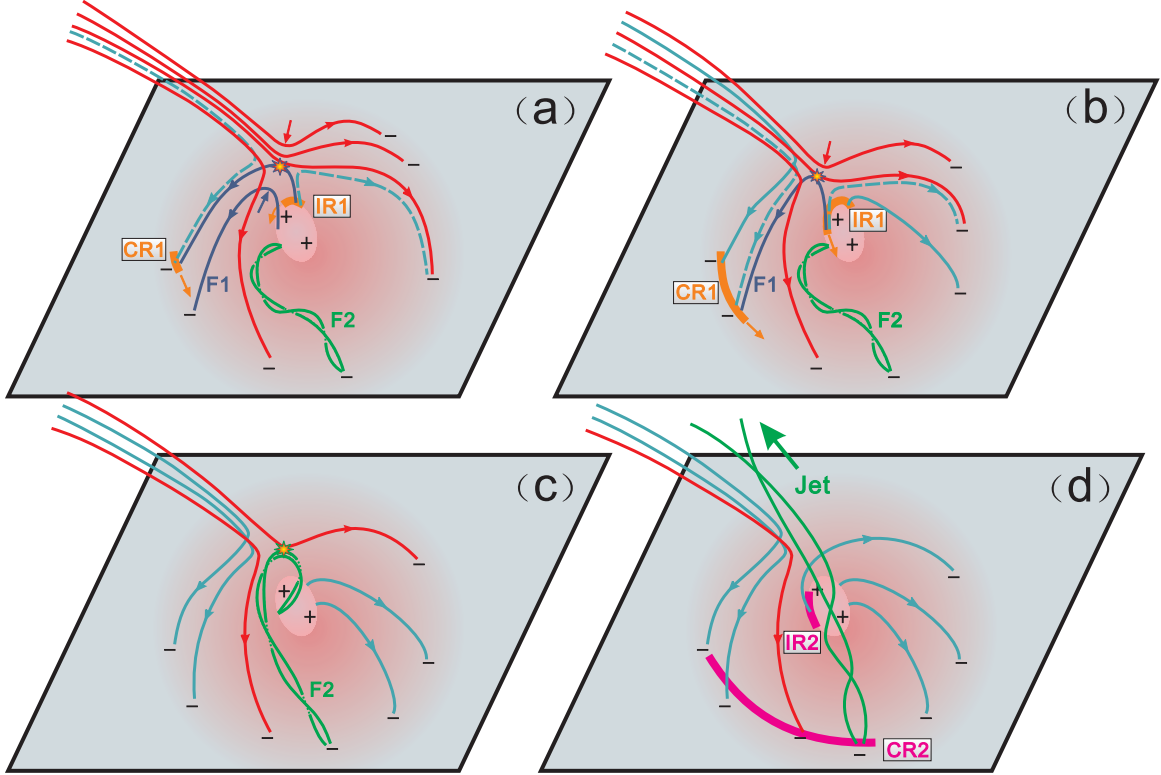 （a）
IR1
CR1
F1
F2
（b）
IR1
CR1
F1
F2
（c）
F2
（d）
Jet
IR2
CR2